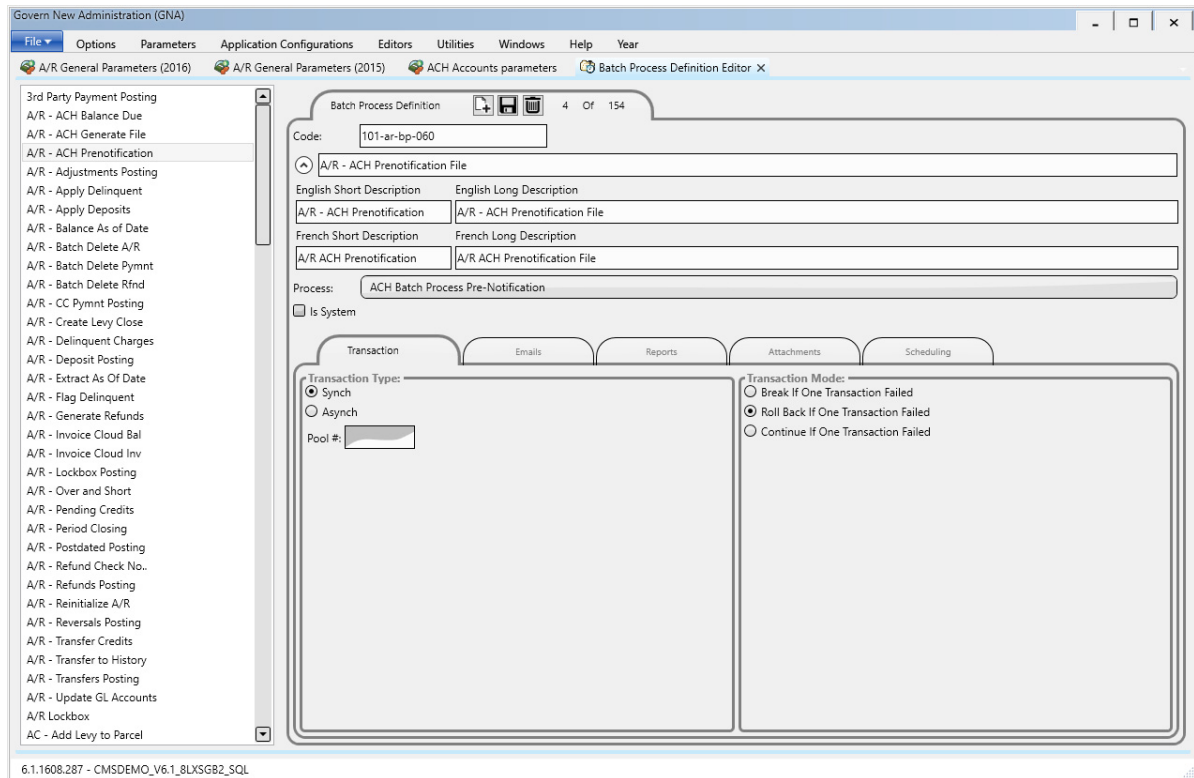 Govern New Administration (GNA)
File Options Parameters Application Configurations Editors Utilities Windows Help Year
A/R General Parameters (2016) A/R General Parameters (2015) ACH Accounts parameters Batch Process Definition Editor X
3rd Party Payment Posting
A/R - ACH Balance Due
A/R - ACH Generate File
A/R - ACH Prenotification
A/R - Adjustments Posting
A/R - Apply Delinquent
A/R - Apply Deposits
A/R - Balance As of Date
A/R - Batch Delete A/R
A/R - Batch Delete Pymnt
A/R - Batch Delete Rfnd
A/R - CC Pymnt Posting
A/R - Create Levy Close
A/R - Delinquent Charges
A/R - Deposit Posting
A/R - Extract As Of Date
A/R - Flag Delinquent
A/R - Generate Refunds
A/R - Invoice Cloud Bal
A/R - Invoice Cloud Inv
A/R - Lockbox Posting
A/R - Over and Short
A/R - Pending Credits
A/R - Period Closing
A/R - Postdated Posting
A/R - Refund Check No..
A/R - Refunds Posting
A/R - Reinitialize A/R
A/R - Reversals Posting
A/R - Transfer Credits
A/R - Transfer to History
A/R - Transfers Posting
A/R - Update GL Accounts
A/R Lockbox
AC - Add Levy to Parcel
Batch Process Definition 4 Of 154
Code: 101-ar-bp-060
A/R - ACH Prenotification File
English Short Description English Long Description
A/R - ACH Prenotification A/R - ACH Prenotification File
French Short Description French Long Description
A/R ACH Prenotification A/R ACH Prenotification File
Process: ACH Batch Process Pre-Notification
Is System
Transaction Emails Reports Attachments Scheduling
Transaction Type:
Synch
Asynch
Pool #:
Transaction Mode:
Break If One Transaction Failed
Roll Back If One Transaction Failed
Continue If One Transaction Failed
6.1.1608.287 - CMSDEMO_V6.1_8LXSGB2_SQL